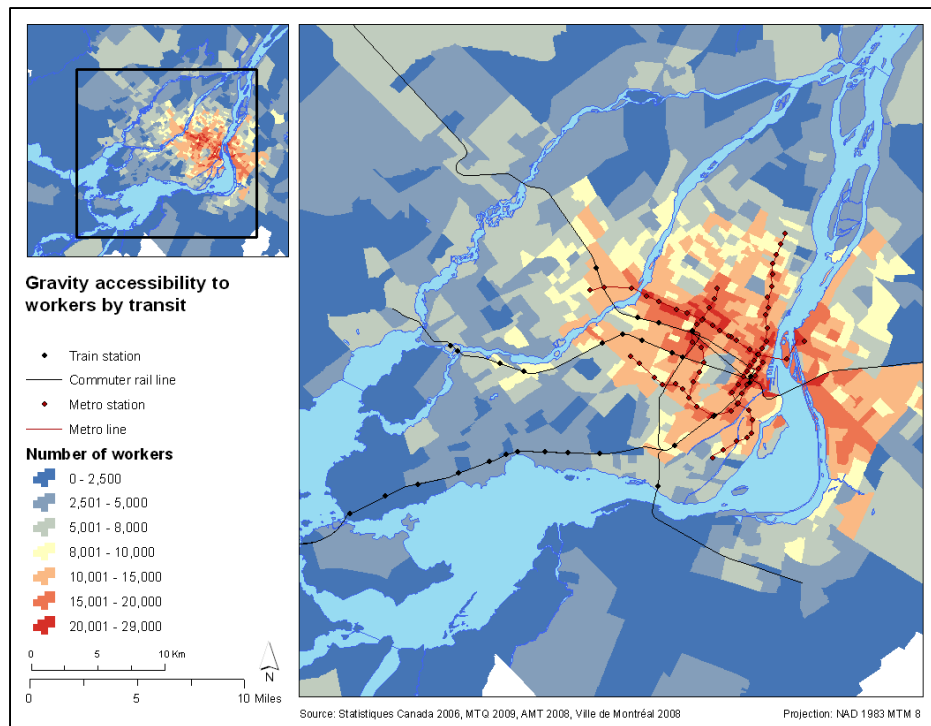 Gravity accessibility to
workers by transit
Train station
Commuter rail line
Metro station
Metro line
Number of workers
0 - 2,500
2,501 - 5,000
5,001 - 8,000
8,001 - 10,000
10,001 - 15,000
15,001 - 20,000
20,001 - 29,000
0 5 10 Km
N
0 5 10 Miles
Source: Statistiques Canada 2006, MTQ 2009, AMT 2008, Ville de Montréal 2008 Projection: NAD 1983 MTM 8